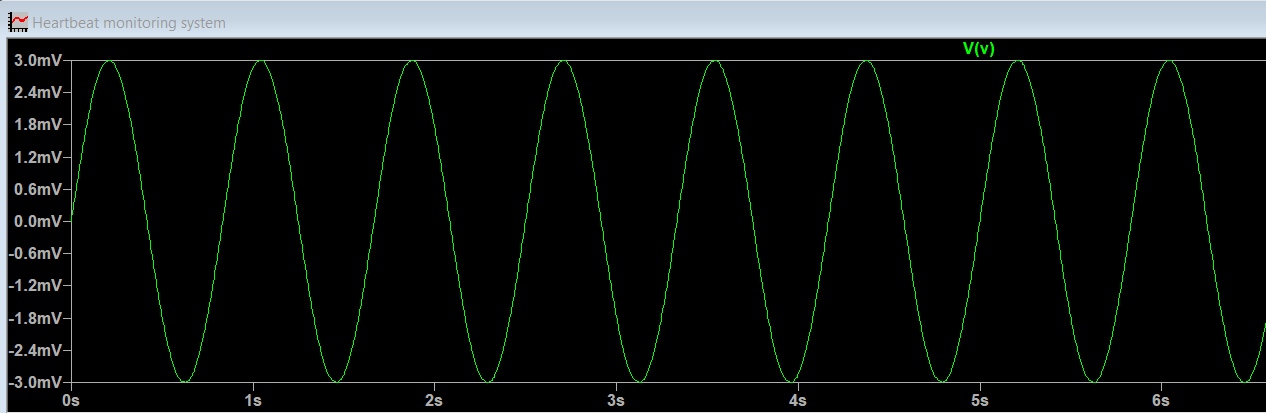 Heartbeat monitoring system
V(v)
3.0mV
2.4mV
1.8mV
1.2mV
0.6mV
0.0mV
-0.6mV
-1.2mV
-1.8mV
-2.4mV
-3.0mV
0s 1s 2s 3s 4s 5s 6s